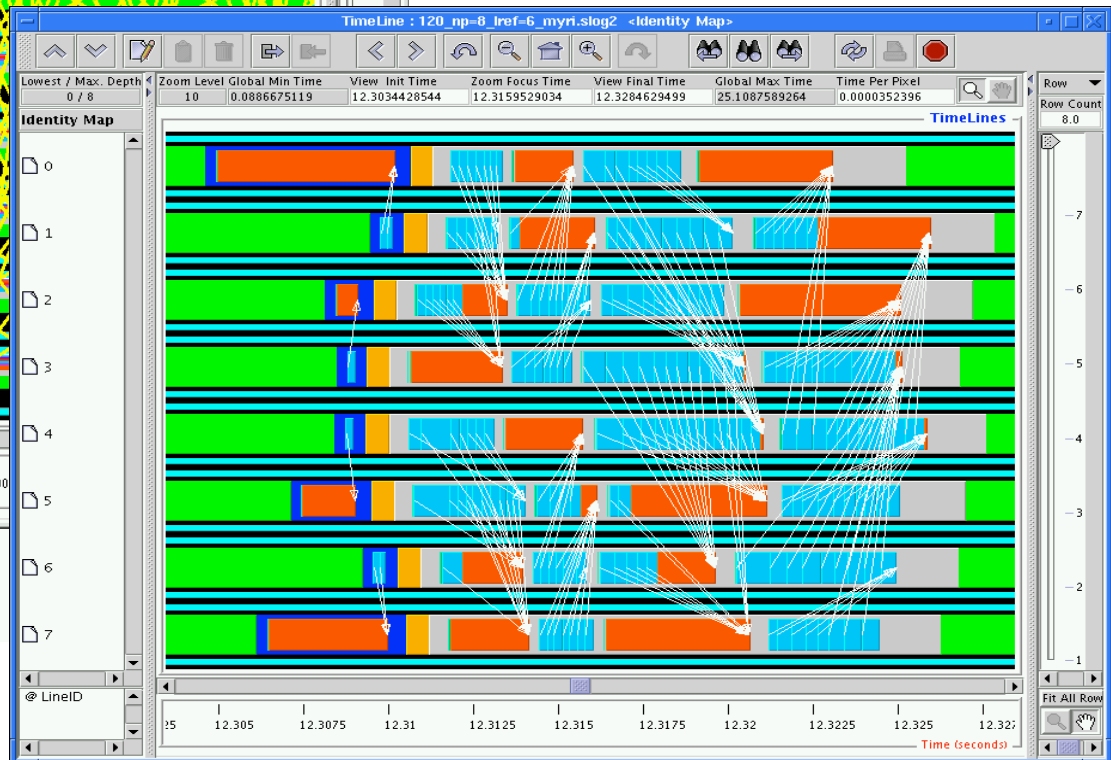 TimeLine : 120_np=8_lref=6_myri.slog2 <Identity Map>
Lowest / Max. Depth
0 / 8
Zoom Level
10
Global Min Time
0.0886675119
View Init Time
12.3034428544
Zoom Focus Time
12.3159529034
View Final Time
12.3284629499
Global Max Time
25.1087589264
Time Per Pixel
0.0000352396
Row
Row Count
8.0
Identity Map
TimeLines
0
1
2
3
4
5
6
7
7
6
5
4
3
2
1
@ LineID
Fit All Row
25
12.305
12.3075
12.31
12.3125
12.315
12.3175
12.32
12.3225
12.325
12.327
Time (seconds)
00